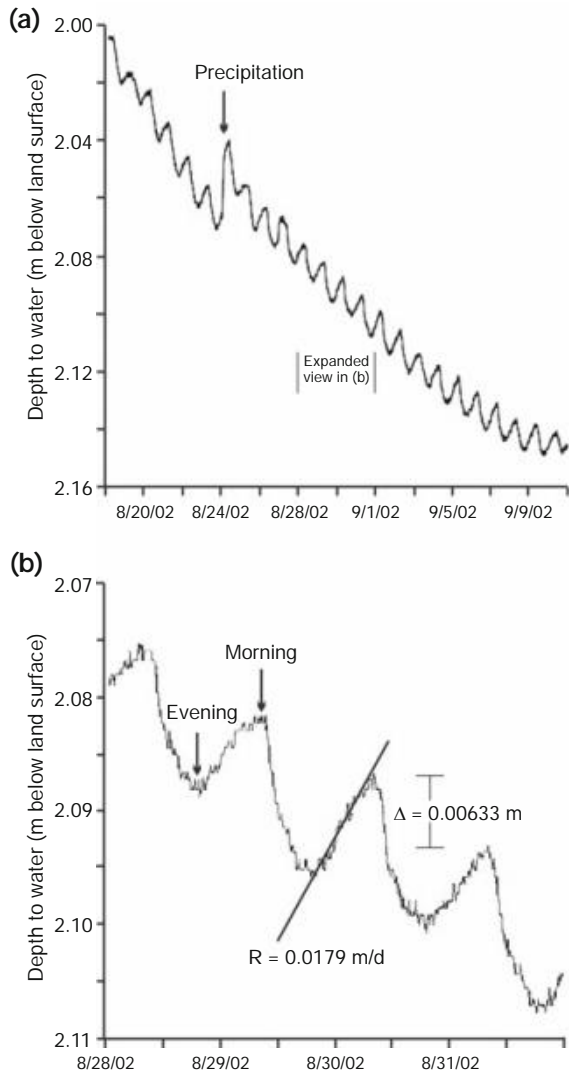 (a)
2.00
2.04
2.08
2.12
2.16
Depth to water (m below land surface)
Precipitation
Expanded
view in (b)
8/20/02 8/24/02 8/28/02 9/1/02 9/5/02 9/9/02
(b)
2.07
2.08
2.09
2.10
2.11
Depth to water (m below land surface)
Morning
Evening
Δ = 0.00633 m
R = 0.0179 m/d
8/28/02 8/29/02 8/30/02 8/31/02